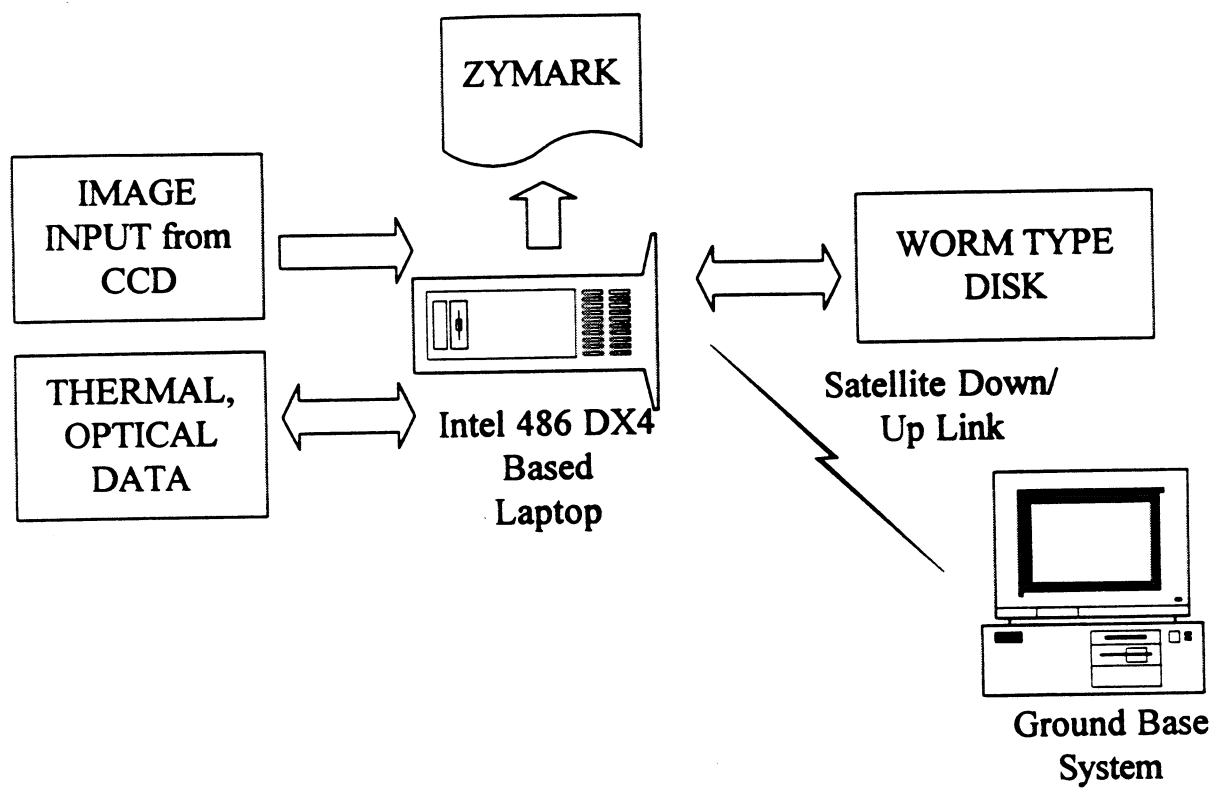 ZYMARK
IMAGE
INPUT from
CCD
WORM TYPE
DISK
THERMAL,
OPTICAL
DATA
Intel 486 DX4
Based
Laptop
Satellite Down/
Up Link
Ground Base
System